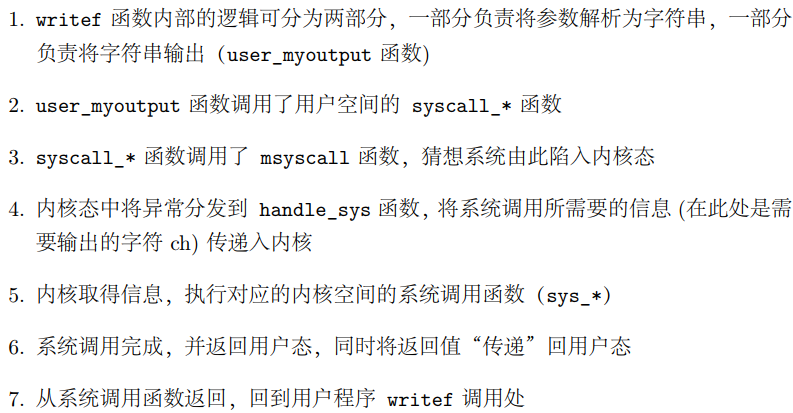 1. writef 函数内部的逻辑可分为两部分，一部分负责将参数解析为字符串，一部分
负责将字符串输出（user_myoutput 函数)
2. user_myoutput 函数调用了用户空间的 syscall_* 函数
3. syscall_* 函数调用了 msyscall 函数，猜想系统由此陷入内核态
4. 内核态中将异常分发到 handle_sys 函数，将系统调用所需要的信息 (在此处是需
要输出的字符 ch) 传递入内核
5. 内核取得信息，执行对应的内核空间的系统调用函数（sys_*）
6. 系统调用完成，并返回用户态，同时将返回值“传递”回用户态
7. 从系统调用函数返回，回到用户程序 writef 调用处